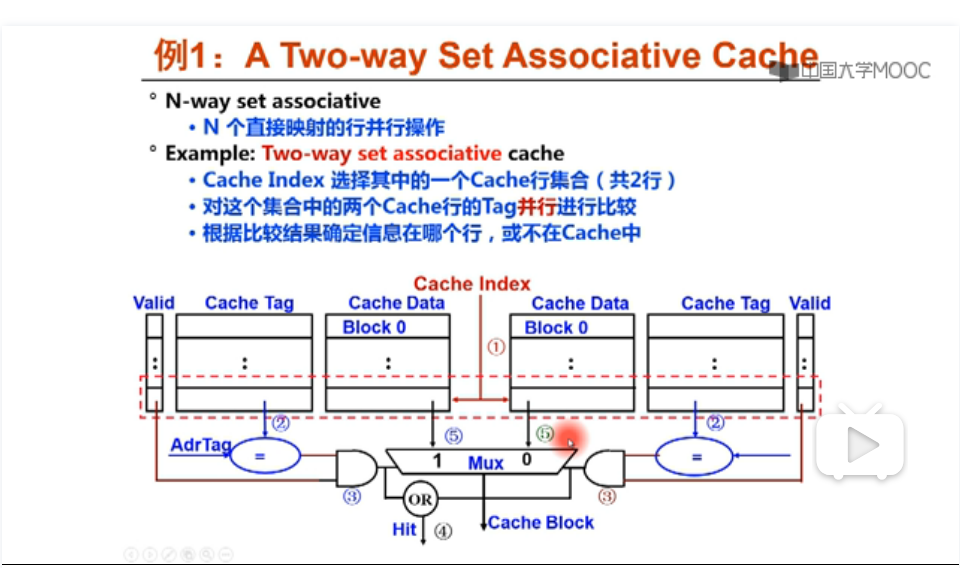 例1：A Two-way Set Associative Cache
中国大学MOOC
° N-way set associative
• N 个直接映射的行并行操作
° Example: Two-way set associative cache
• Cache Index 选择其中的一个Cache行集合（共2行）
• 对这个集合中的两个Cache行的Tag并行进行比较
• 根据比较结果确定信息在哪个行，或不在Cache中
Cache Index
Valid Cache Tag Cache Data Cache Data Cache Tag Valid
Block 0 Block 0
①
② ⑤ ⑤ ②
AdrTag = 1 Mux 0 =
③ OR ③
Hit ④ Cache Block